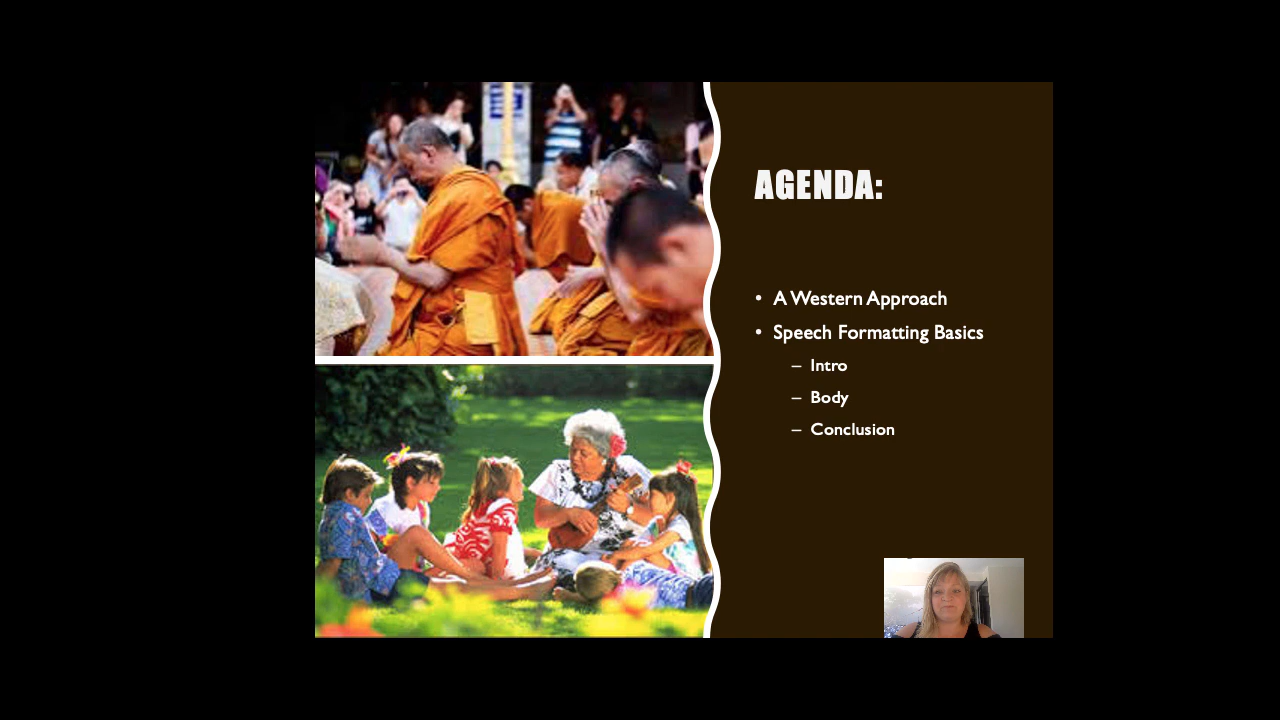 AGENDA:
• A Western Approach
• Speech Formatting Basics
– Intro
– Body
– Conclusion